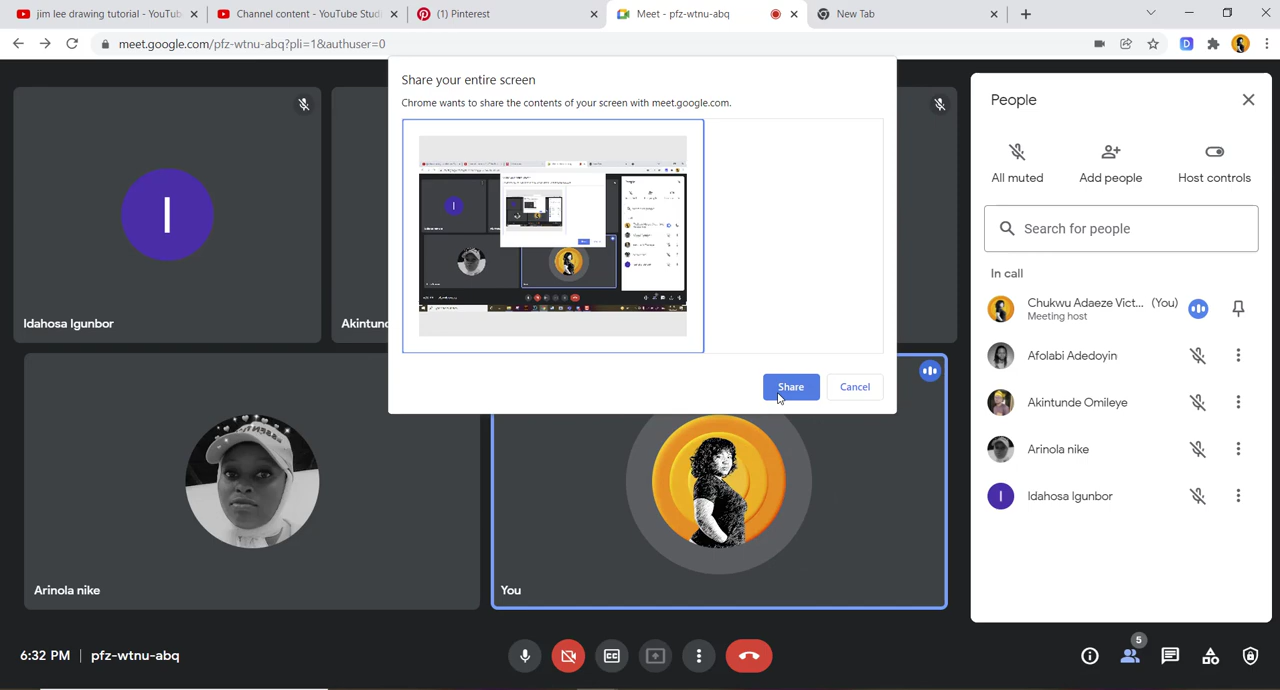 jim lee drawing tutorial - YouTub
Channel content - YouTube Studi
(1) Pinterest
Meet - pfz-wtnu-abq
New Tab
meet.google.com/pfz-wtnu-abq?pli=1&authuser=0
D
Share your entire screen
Chrome wants to share the contents of your screen with meet.google.com.
Share
Cancel
I
Idahosa Igunbor
Akintund
Arinola nike
You
People
All muted
Add people
Host controls
Search for people
In call
Chukwu Adaeze Vict... (You)
Meeting host
Afolabi Adedoyin
Akintunde Omileye
Arinola nike
I
Idahosa Igunbor
6:32 PM | pfz-wtnu-abq
5